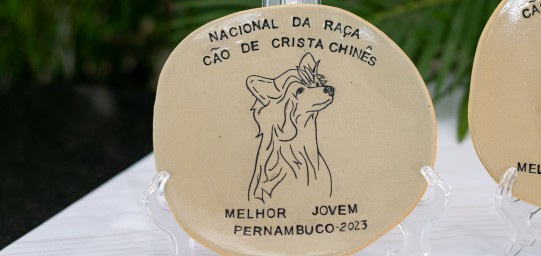 NACIONAL DA RAÇA
CÃO DE CRISTA CHINÊS
MELHOR JOVEM
PERNAMBUCO-2023